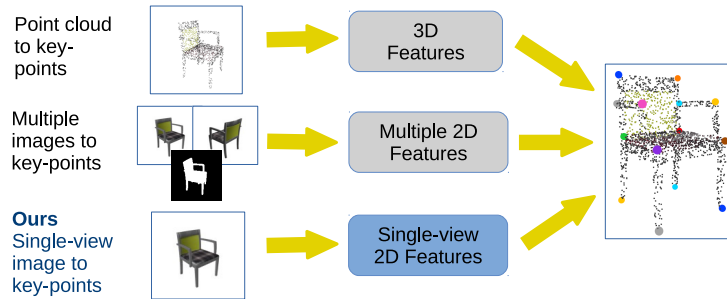 Point cloud
to key-
points
3D
Features
Multiple
images to
key-points
Multiple 2D
Features
Ours
Single-view
image to
key-points
Single-view
2D Features